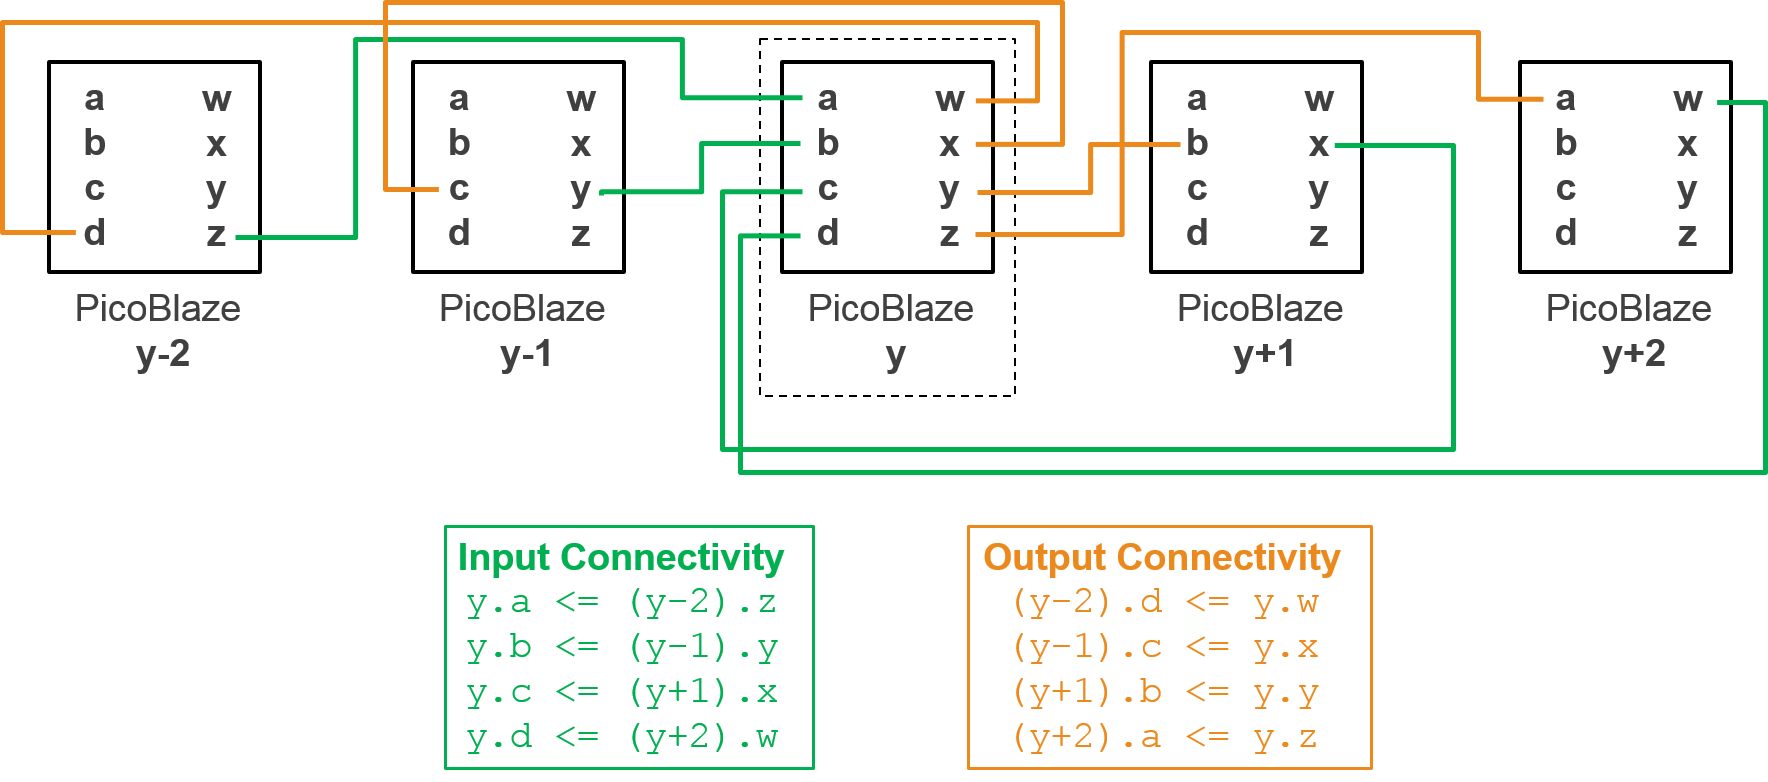 a w
b x
c y
d z
PicoBlaze
y-2
a w
b x
c y
d z
PicoBlaze
y-1
a w
b x
c y
d z
PicoBlaze
y
a w
b x
c y
d z
PicoBlaze
y+1
a w
b x
c y
d z
PicoBlaze
y+2
Input Connectivity
y.a <= (y-2).z
y.b <= (y-1).y
y.c <= (y+1).x
y.d <= (y+2).w
Output Connectivity
(y-2).d <= y.w
(y-1).c <= y.x
(y+1).b <= y.y
(y+2).a <= y.z